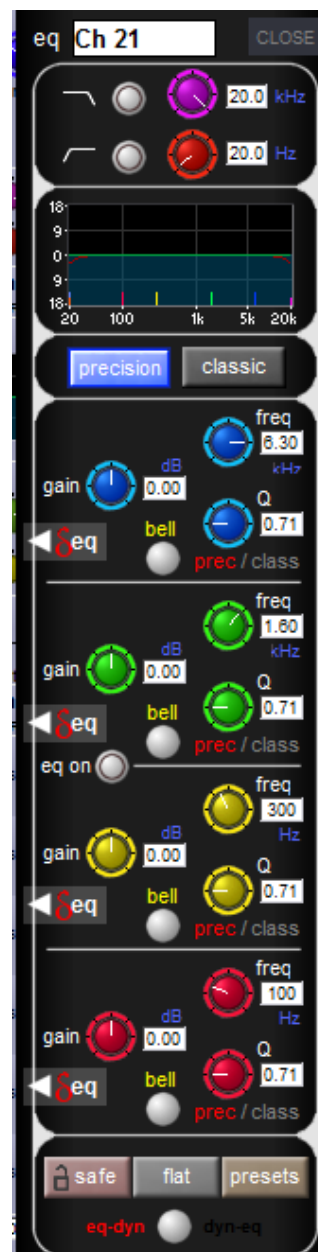 eq Ch 21 CLOSE
20.0 kHz
20.0 Hz
18
9
0
9
18
20 100 1k 5k 20k
precision classic
freq
6.30
kHz
dB
gain 0.00
Q
0.71
bell
δeq
prec / class
freq
1.60
kHz
dB
gain 0.00
Q
0.71
bell
δeq
prec / class
eq on
freq
300
Hz
dB
gain 0.00
Q
0.71
bell
δeq
prec / class
freq
100
Hz
dB
gain 0.00
Q
0.71
bell
δeq
prec / class
safe flat presets
eq-dyn dyn-eq